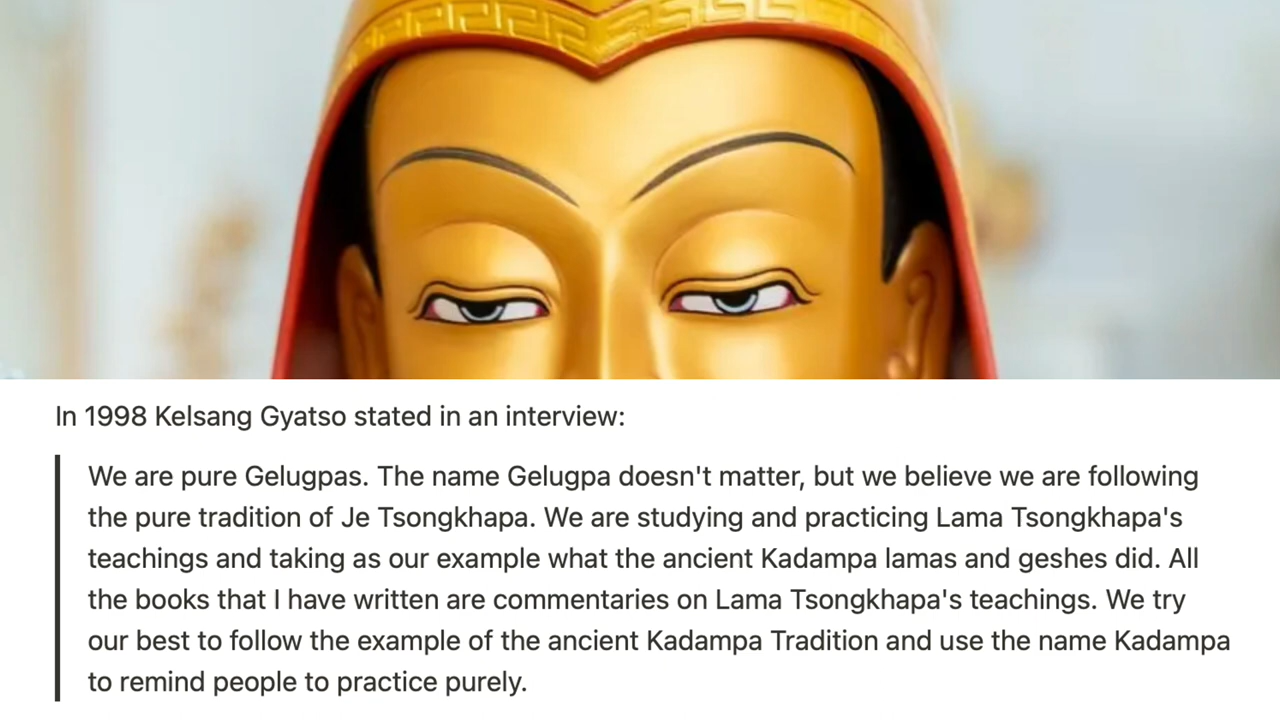 In 1998 Kelsang Gyatso stated in an interview:
We are pure Gelugpas. The name Gelugpa doesn't matter, but we believe we are following
the pure tradition of Je Tsongkhapa. We are studying and practicing Lama Tsongkhapa's
teachings and taking as our example what the ancient Kadampa lamas and geshes did. All
the books that I have written are commentaries on Lama Tsongkhapa's teachings. We try
our best to follow the example of the ancient Kadampa Tradition and use the name Kadampa
to remind people to practice purely.